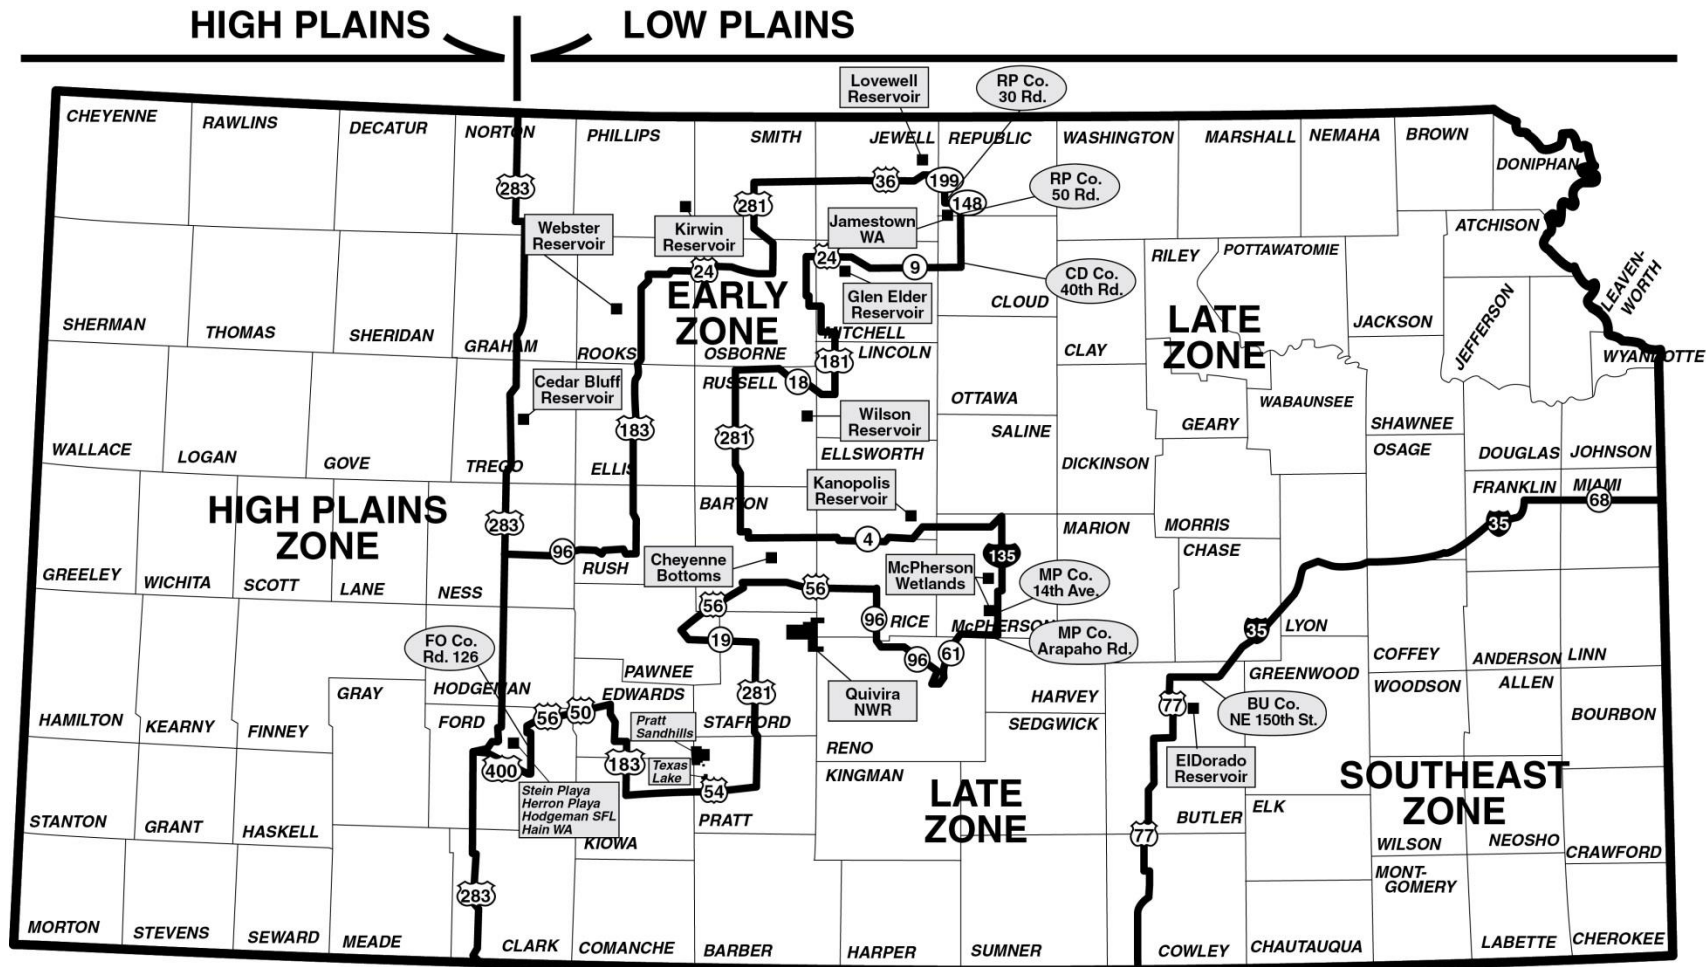 HIGH PLAINS
LOW PLAINS
Lovewell
Reservoir
RP Co.
30 Rd.
CHEYENNE
RAWLINS
DECATUR
NORTON
PHILLIPS
SMITH
JEWELL
REPUBLIC
WASHINGTON
MARSHALL
NEMAHA
BROWN
DONIPHAN
283
281
36
199
148
RP Co.
50 Rd.
Webster
Reservoir
Kirwin
Reservoir
Jamestown
WA
ATCHISON
24
24
9
CD Co.
40th Rd.
RILEY
POTTAWATOMIE
LEAVEN-
WORTH
EARLY
ZONE
Glen Elder
Reservoir
CLOUD
LATE
ZONE
JACKSON
JEFFERSON
SHERMAN
THOMAS
SHERIDAN
GRAHAM
ROOKS
OSBORNE
MITCHELL
LINCOLN
CLAY
WYANDOTTE
Cedar Bluff
Reservoir
RUSSELL
18
181
OTTAWA
WABAUNSEE
Wilson
Reservoir
183
281
SALINE
GEARY
SHAWNEE
WALLACE
LOGAN
GOVE
TREGO
ELLIS
ELLSWORTH
DICKINSON
OSAGE
DOUGLAS
JOHNSON
Kanopolis
Reservoir
HIGH PLAINS
ZONE
283
BARTON
FRANKLIN
MIAMI
68
35
MARION
MORRIS
96
4
135
CHASE
GREELEY
WICHITA
SCOTT
LANE
NESS
RUSH
Cheyenne
Bottoms
McPherson
Wetlands
MP Co.
14th Ave.
56
56
96
RICE
McPHERSON
MP Co.
Arapaho Rd.
35
LYON
FO Co.
Rd. 126
19
96
61
PAWNEE
COFFEY
ANDERSON
LINN
GRAY
HODGEMAN
EDWARDS
281
Quivira
NWR
HARVEY
GREENWOOD
WOODSON
ALLEN
HAMILTON
KEARNY
FINNEY
FORD
56
50
Pratt
Sandhills
STAFFORD
SEDGWICK
77
BU Co.
NE 150th St.
BOURBON
RENO
400
183
Texas
Lake
KINGMAN
ElDorado
Reservoir
SOUTHEAST
ZONE
54
LATE
ZONE
Stein Playa
Herron Playa
Hodgeman SFL
Hain WA
STANTON
GRANT
HASKELL
PRATT
BUTLER
ELK
KIOWA
77
WILSON
NEOSHO
CRAWFORD
MONT-
GOMERY
283
MORTON
STEVENS
SEWARD
MEADE
CLARK
COMANCHE
BARBER
HARPER
SUMNER
COWLEY
CHAUTAUQUA
LABETTE
CHEROKEE